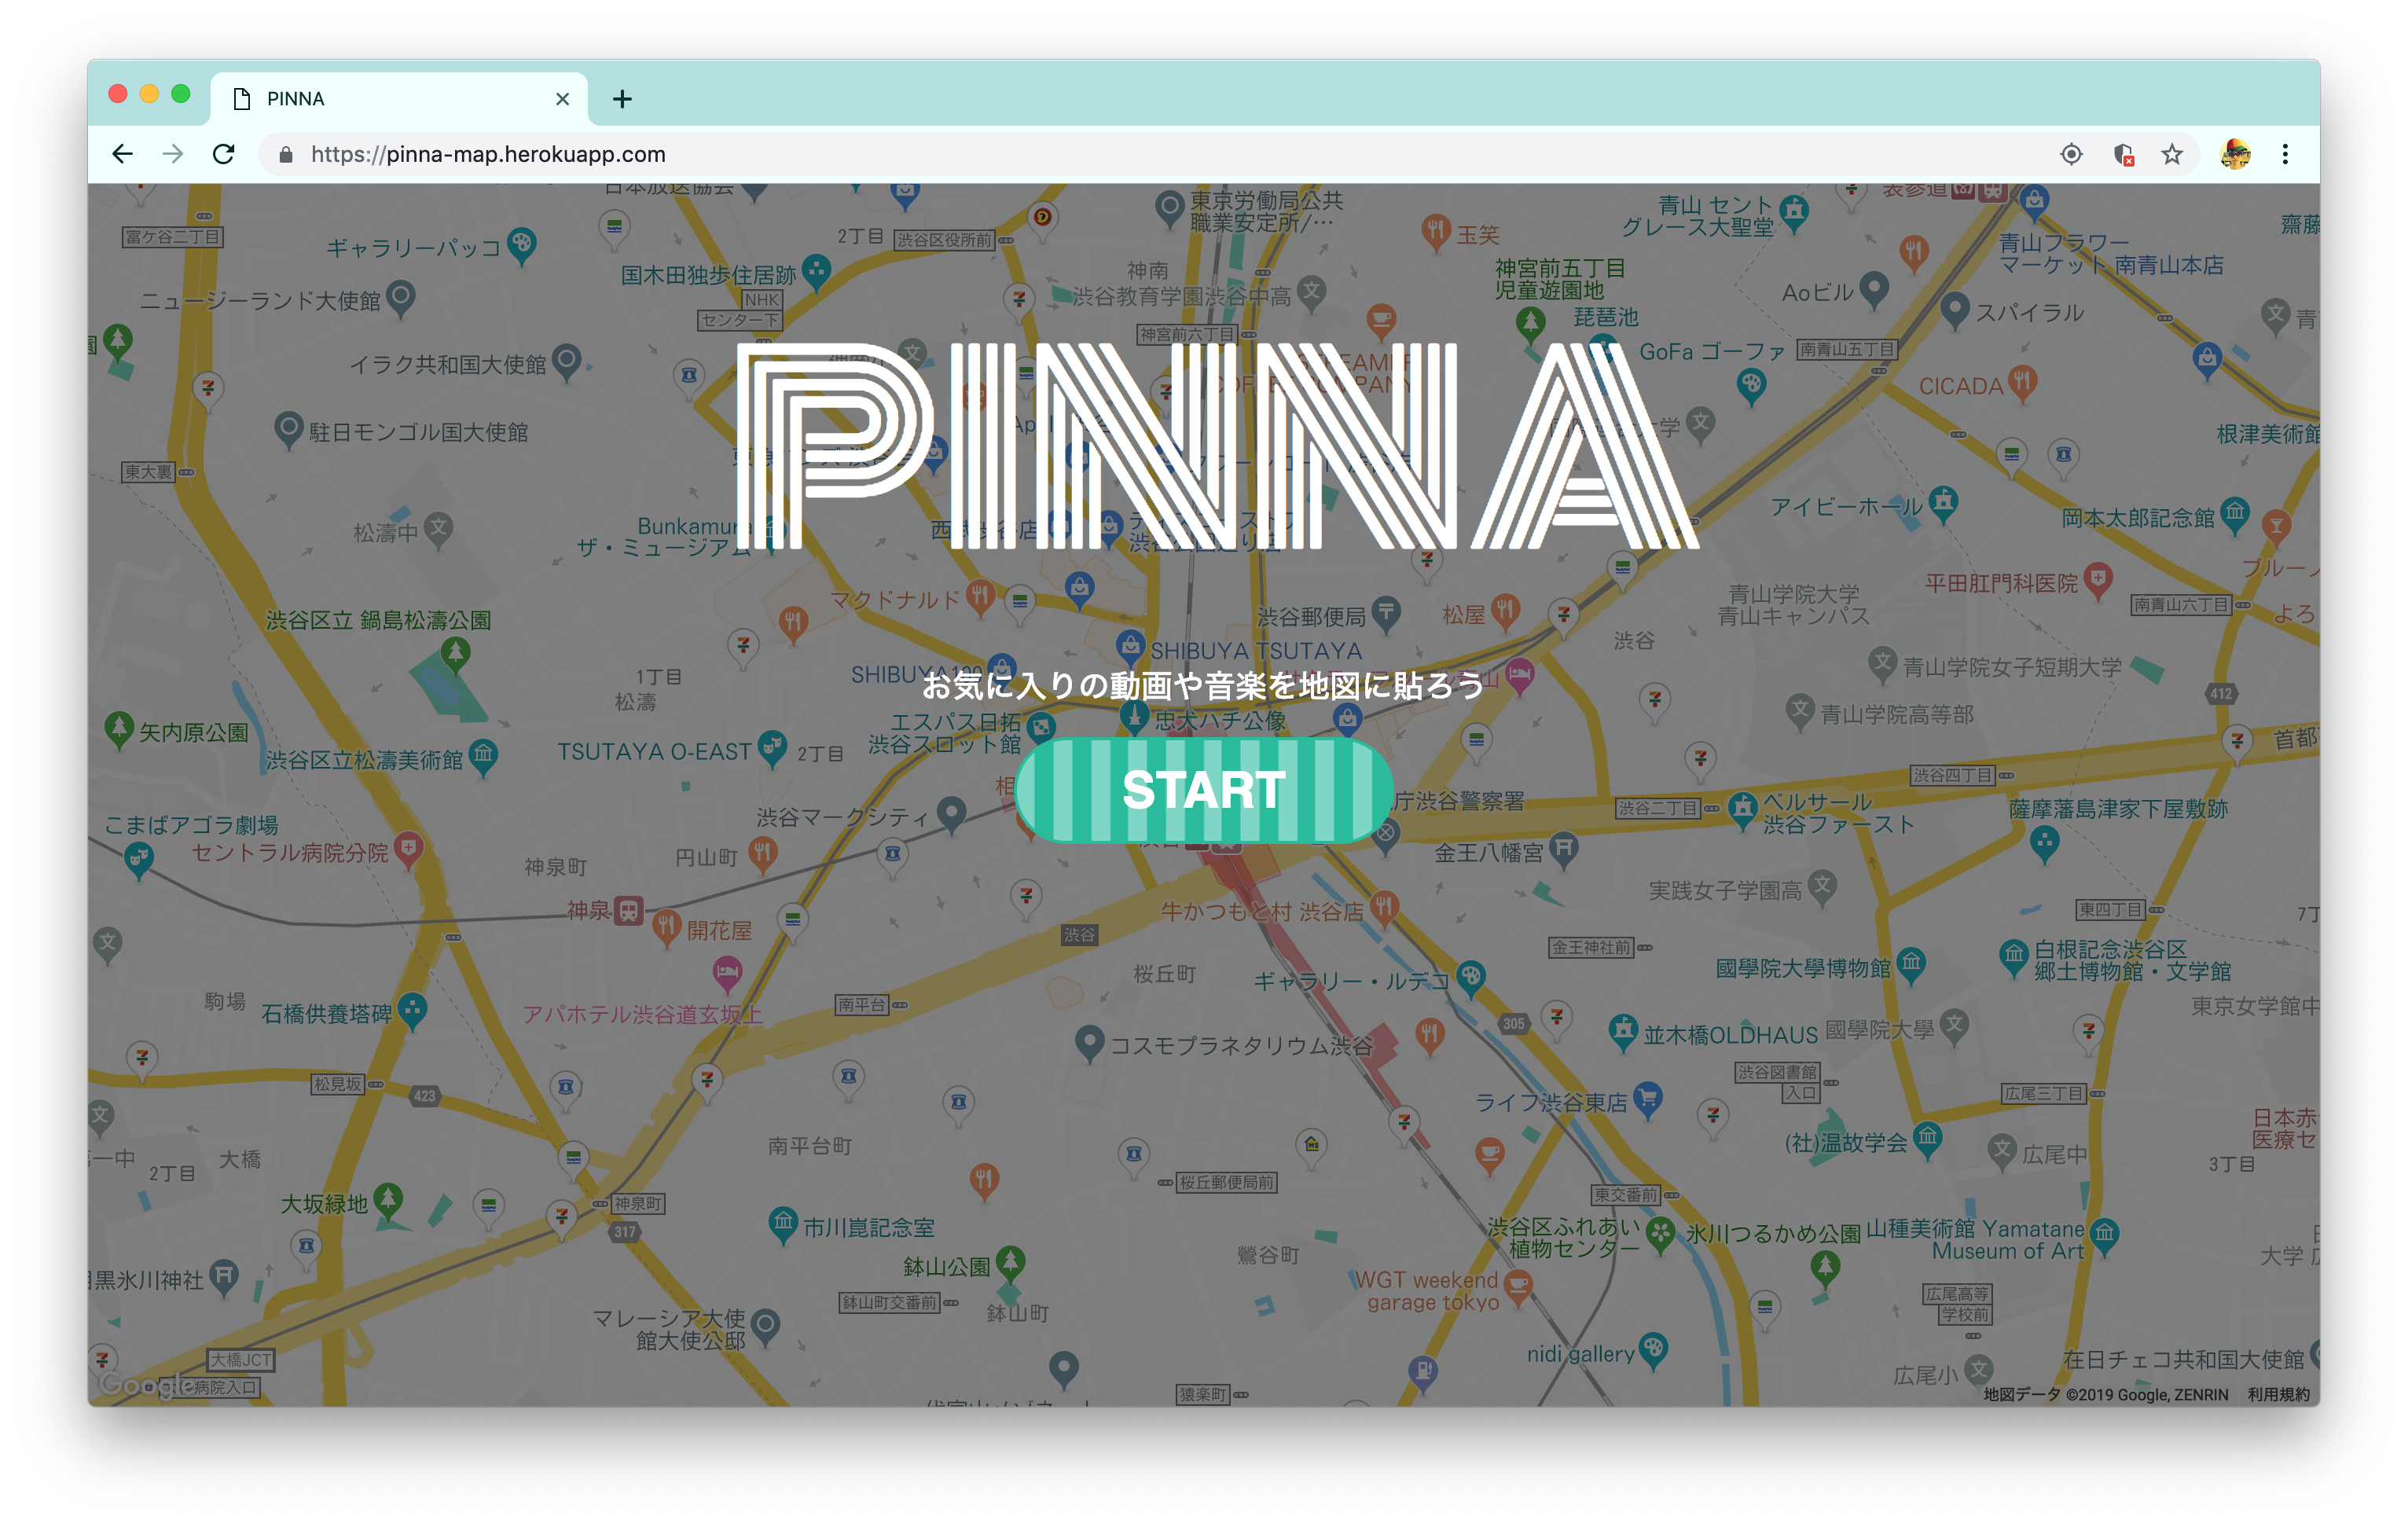 PINNA
https://pinna-map.herokuapp.com
富ケ谷二丁目
ギャラリーパッコ
2丁目
渋谷区役所前
東京労働局公共
職業安定所/…
玉笑
青山 セント
グレース大聖堂
表参道
青山フラワー
マーケット 南青山本店
齋藤
ニュージーランド大使館
国木田独歩住居跡
NHK
センター下
神南
渋谷教育学園渋谷中高
神宮前六丁目
神宮前五丁目
児童遊園地
琵琶池
Aoビル
スパイラル
イラク共和国大使館
GoFa ゴーファ
南青山五丁目
CICADA
駐日モンゴル国大使館
根津美術館
東大裏
PINNA
松濤中
Bunkamura
ザ・ミュージアム
西武渋谷店
アイビーホール
岡本太郎記念館
マクドナルド
渋谷郵便局
松屋
青山学院大学
青山キャンパス
平田肛門科医院
南青山六丁目
渋谷区立 鍋島松濤公園
SHIBUYA TSUTAYA
渋谷
青山学院女子短期大学
1丁目
松濤
SHIBUYA109
お気に入りの動画や音楽を地図に貼ろう
412
矢内原公園
渋谷区立松濤美術館
TSUTAYA O-EAST
2丁目
エスパス日拓
渋谷スロット館
忠犬ハチ公像
青山学院高等部
首都
START
渋谷マークシティ
庁渋谷警察署
渋谷二丁目
渋谷四丁目
ベルサール
渋谷ファースト
薩摩藩島津家下屋敷跡
こまばアゴラ劇場
セントラル病院分院
神泉町
円山町
金王八幡宮
実践女子学園高
神泉
開花屋
渋谷
牛かつもと村 渋谷店
金王神社前
東四丁目
白根記念渋谷区
郷土博物館・文学館
駒場
石橋供養塔碑
アパホテル渋谷道玄坂上
南平台
桜丘町
ギャラリー・ルデコ
國學院大學博物館
東京女学館中
コスモプラネタリウム渋谷
305
並木橋OLDHAUS
國學院大學
松見坂
423
渋谷図書館
入口
広尾三丁目
ライフ渋谷東店
日本赤
医療セ
2丁目
大橋
南平台町
桜丘郵便局前
(社)温故学会
広尾中
3丁目
大坂緑地
神泉町
317
市川崑記念室
東交番前
渋谷区ふれあい
植物センター
氷川つるかめ公園
山種美術館 Yamatane
Museum of Art
鉢山公園
鶯谷町
鉢山町交番前
鉢山町
WGT weekend
garage tokyo
広尾高等
学校前
マレーシア大使
館大使公邸
大橋JCT
病院入口
Google
nidi gallery
猿楽町
広尾小
在日チェコ共和国大使館
地図データ ©2019 Google, ZENRIN
利用規約